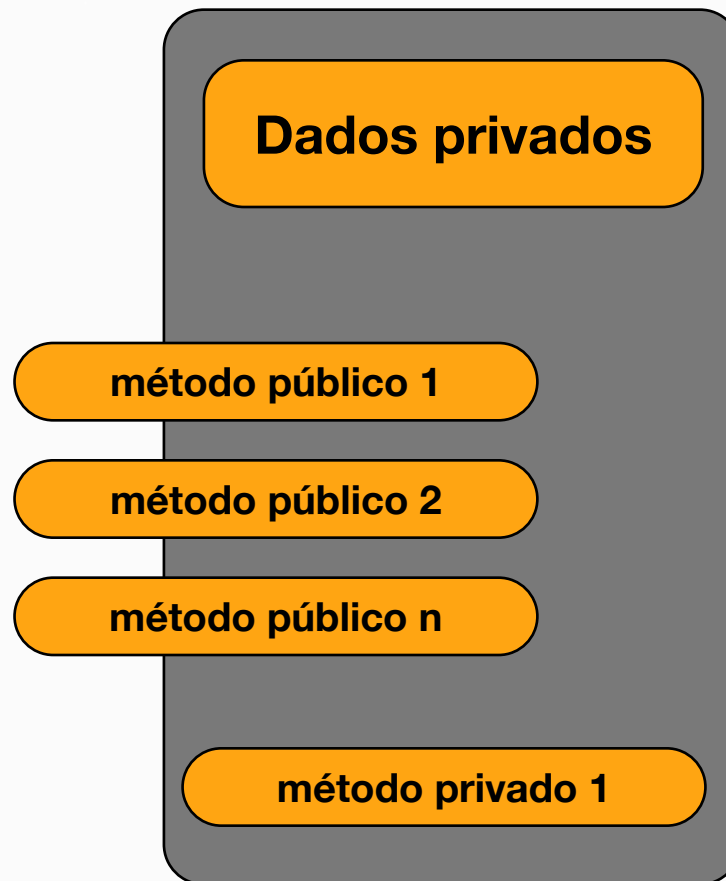 Dados privados
método público 1
método público 2
método público n
método privado 1